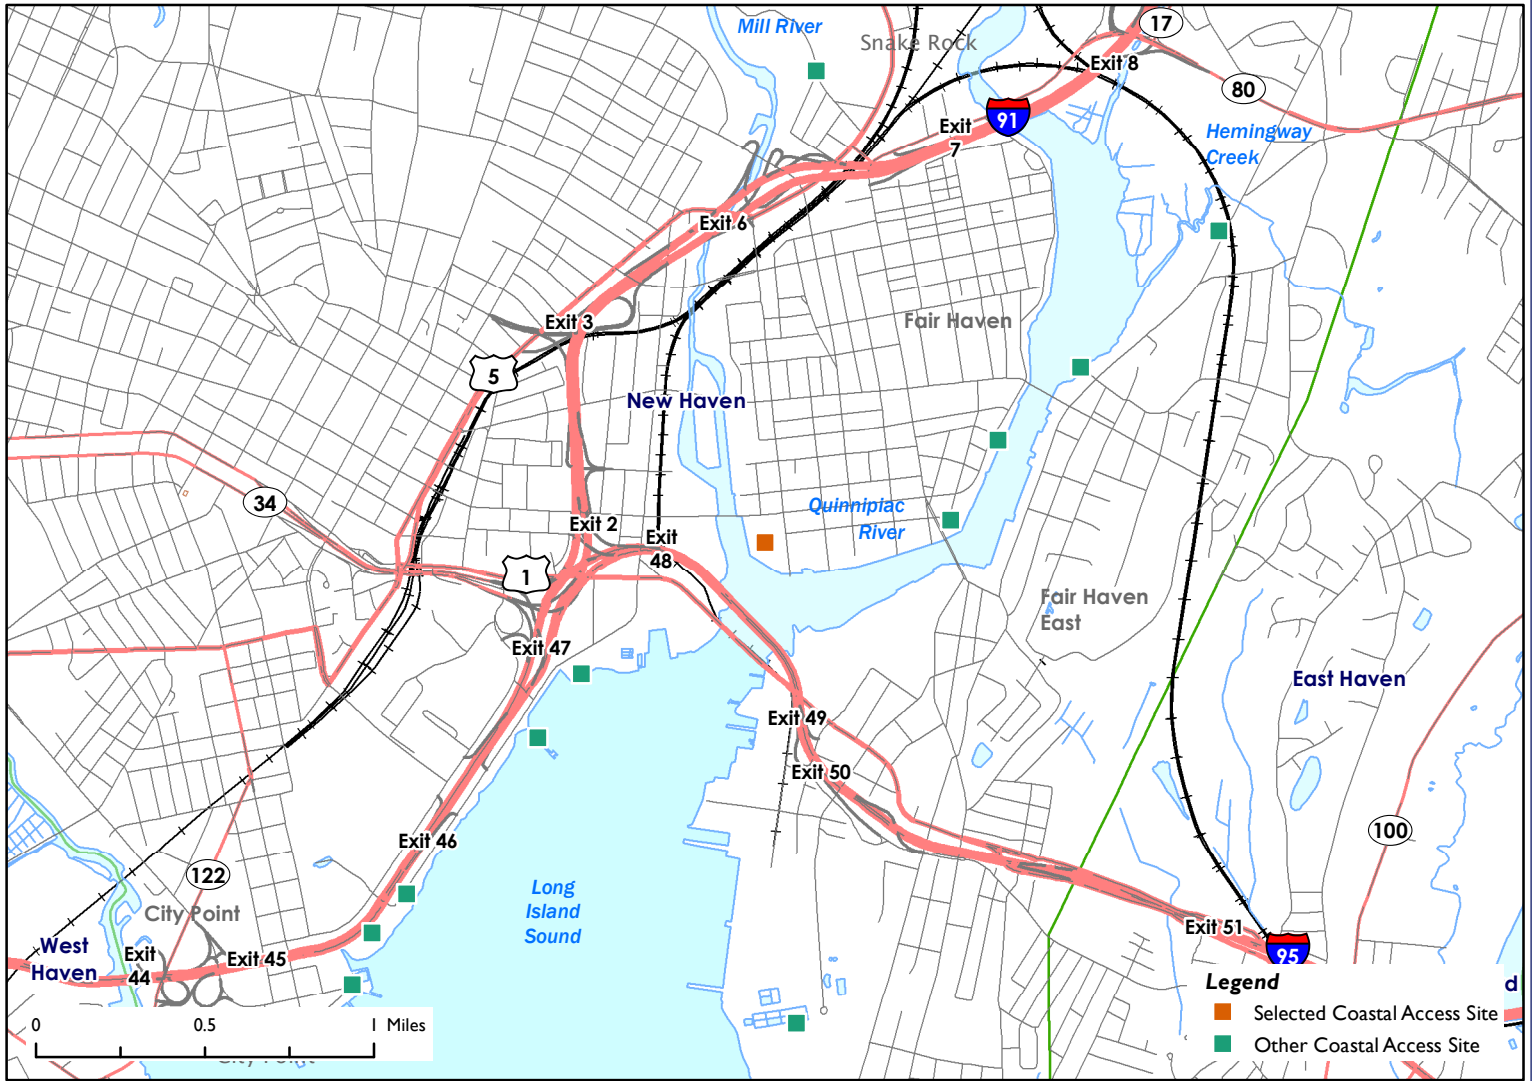 Mill River
Snake Rock
17
Exit 8
80
91
Exit
7
Hemingway
Creek
Exit 6
Exit 3
Fair Haven
5
New Haven
34
Quinnipiac
River
Exit 2
Exit
48
1
Fair Haven
East
Exit 47
East Haven
Exit 49
Exit 50
100
Exit 46
122
Long
Island
Sound
City Point
Exit 51
West
Haven
Exit
44
Exit 45
95
d
Legend
Selected Coastal Access Site
Other Coastal Access Site
0 0.5 1 Miles
City Point